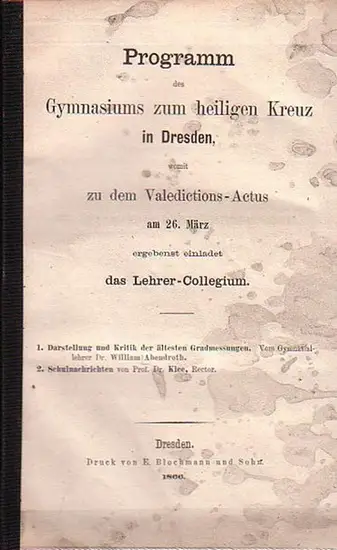 Programm
des
Gymnasiums zum heiligen Kreuz
in Dresden,
womit
zu dem Valedictions-Actus
am 26. März
ergebenst einladet
das Lehrer-Collegium.
1. Darstellung und Kritik der ältesten Gradmessungen. Vom Gymnasial-
lehrer Dr. William Abendroth.
2. Schulnachrichten von Prof. Dr. Klee, Rector.
Dresden.
Druck von E. Blochmann und Sohn.
1866.